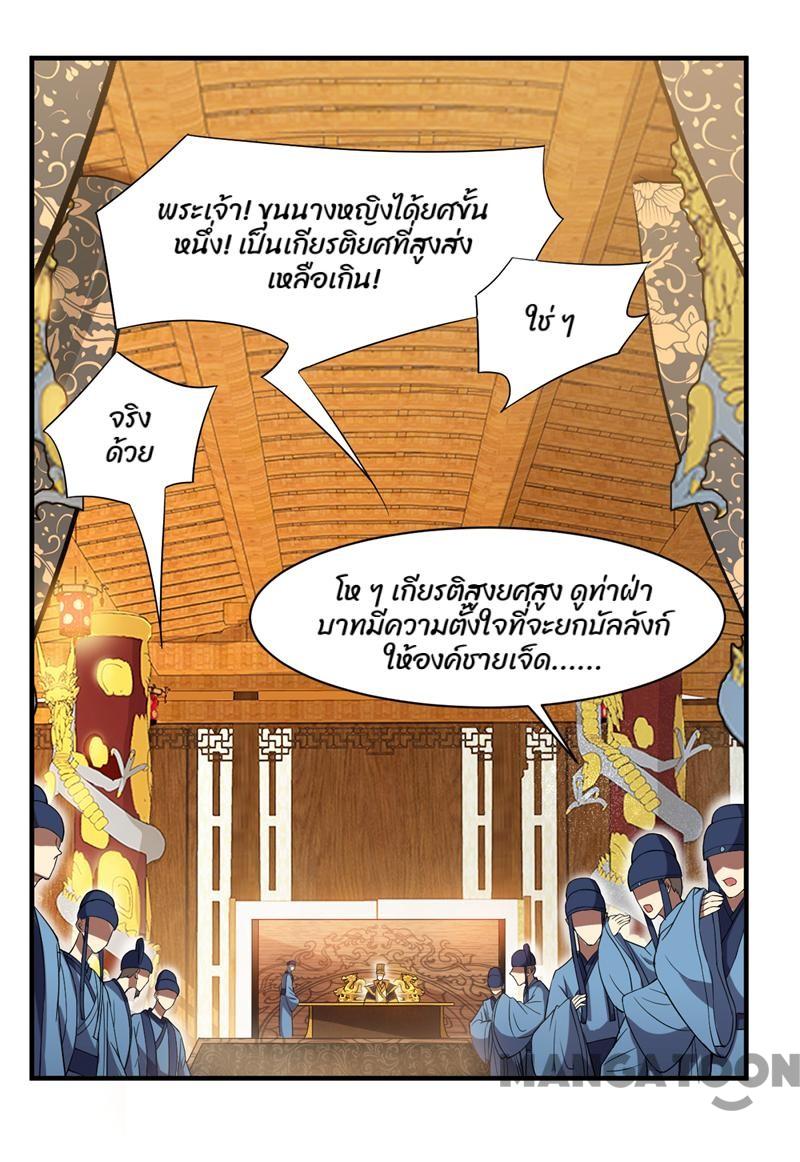 พระเจ้า! ขุนนางหญิงได้ยศขั้น
หนึ่ง! เป็นเกียรติยศที่สูงส่ง
เหลือเกิน!
ใช่ ๆ
จริง
ด้วย
โห ๆ เกียรติสูงยศสูง ดูท่าฝ่า
บาทมีความตั้งใจที่จะยกบัลลังก์
ให้องค์ชายเจ็ด......
MANGATOON